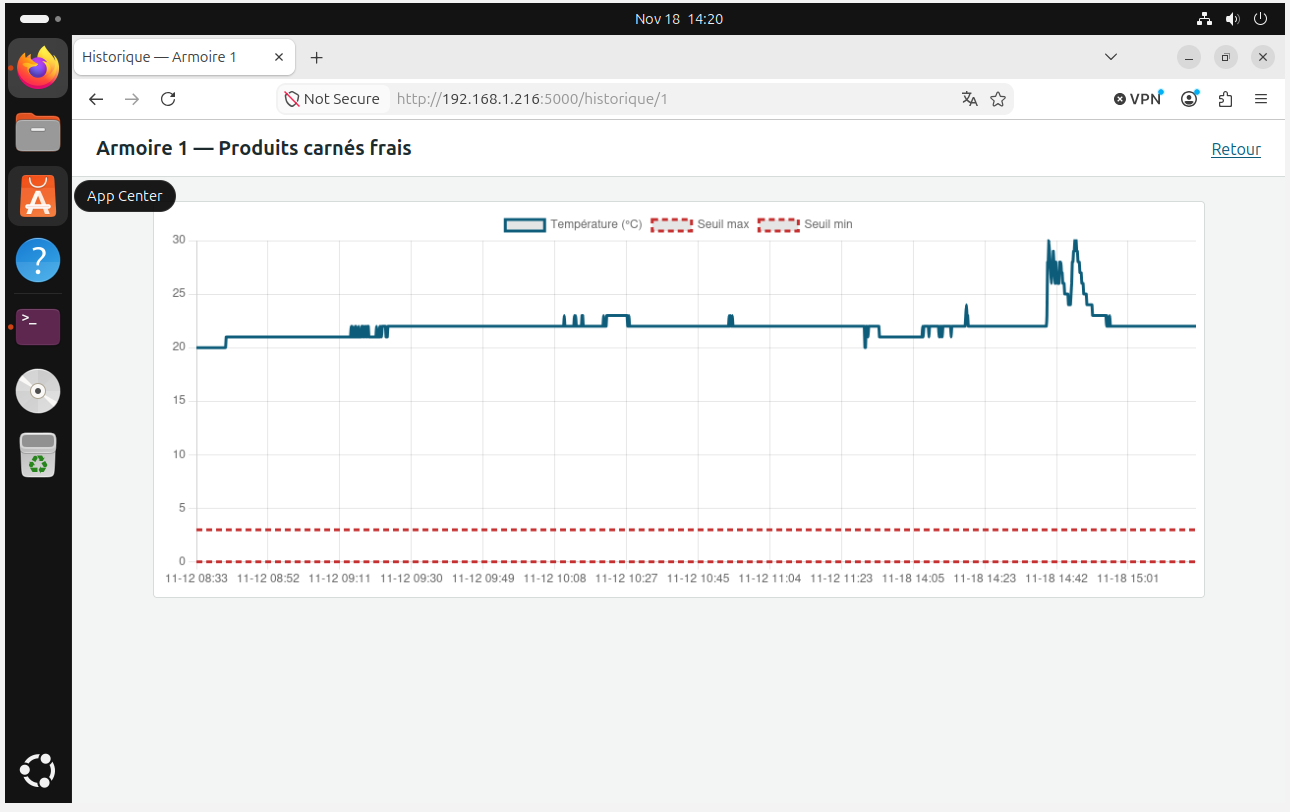 Nov 18 14:20
Historique — Armoire 1
Not Secure
http://192.168.1.216:5000/historique/1
VPN
Armoire 1 — Produits carnés frais
Retour
App Center
Température (°C) Seuil max Seuil min
30
25
20
15
10
5
0
11-12 08:33 11-12 08:52 11-12 09:11 11-12 09:30 11-12 09:49 11-12 10:08 11-12 10:27 11-12 10:45 11-12 11:04 11-12 11:23 11-18 14:05 11-18 14:23 11-18 14:42 11-18 15:01